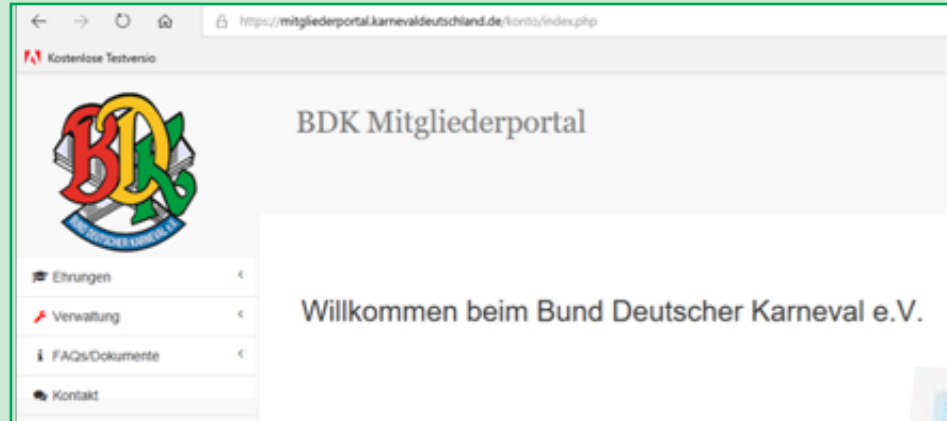 https://mitgliederportal.karnevaldeutschland.de/konto/index.php
Kostenlose Testversio
BDK
BUND DEUTSCHER KARNEVAL E.V.
BDK Mitgliederportal
Ehrungen
Verwaltung
FAQs/Dokumente
Kontakt
Willkommen beim Bund Deutscher Karneval e.V.